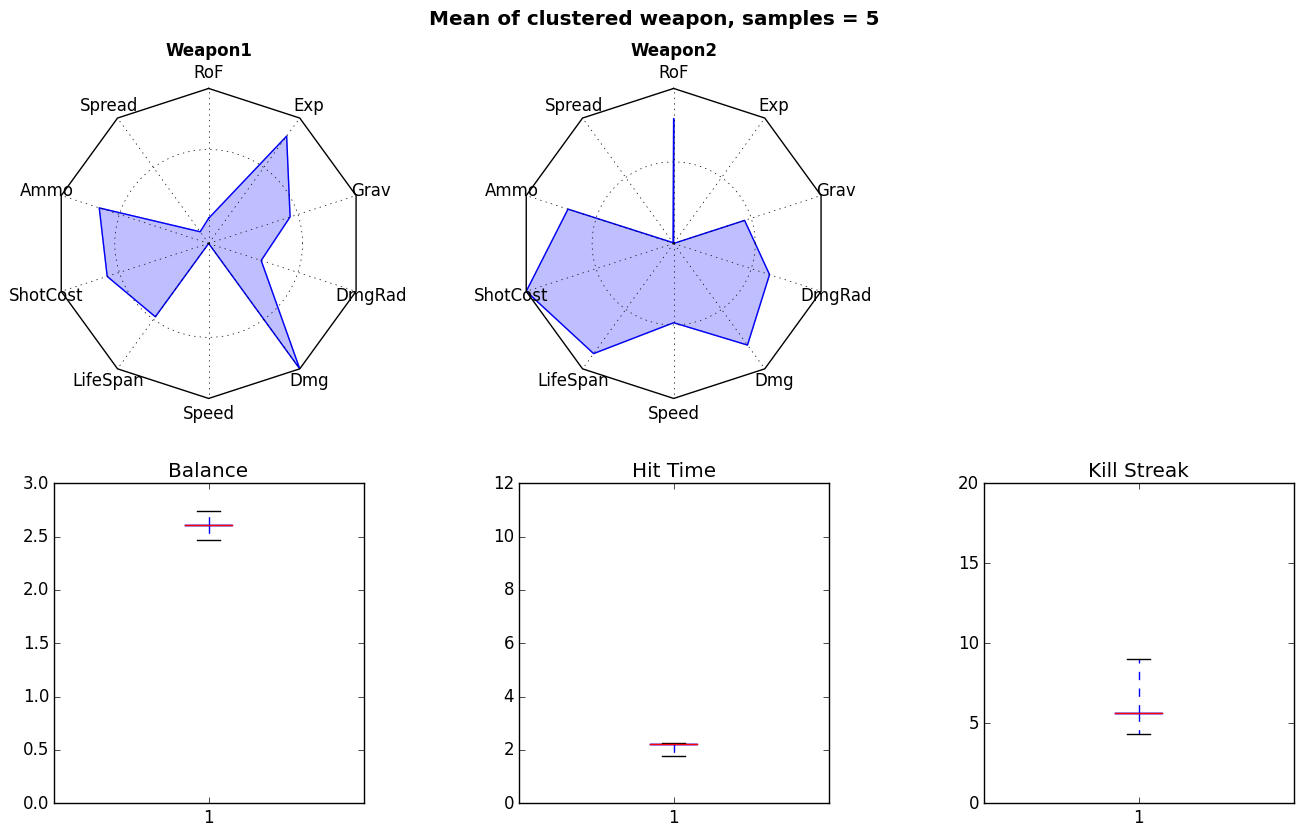 Mean of clustered weapon, samples = 5
Weapon1
RoF
Exp
Spread
Ammo
Grav
ShotCost
DmgRad
LifeSpan
Dmg
Speed
Weapon2
RoF
Spread
Exp
Ammo
Grav
ShotCost
DmgRad
LifeSpan
Dmg
Speed
Balance
3.0
2.5
2.0
1.5
1.0
0.5
0.0
1
Hit Time
12
10
8
6
4
2
0
1
Kill Streak
20
15
10
5
0
1